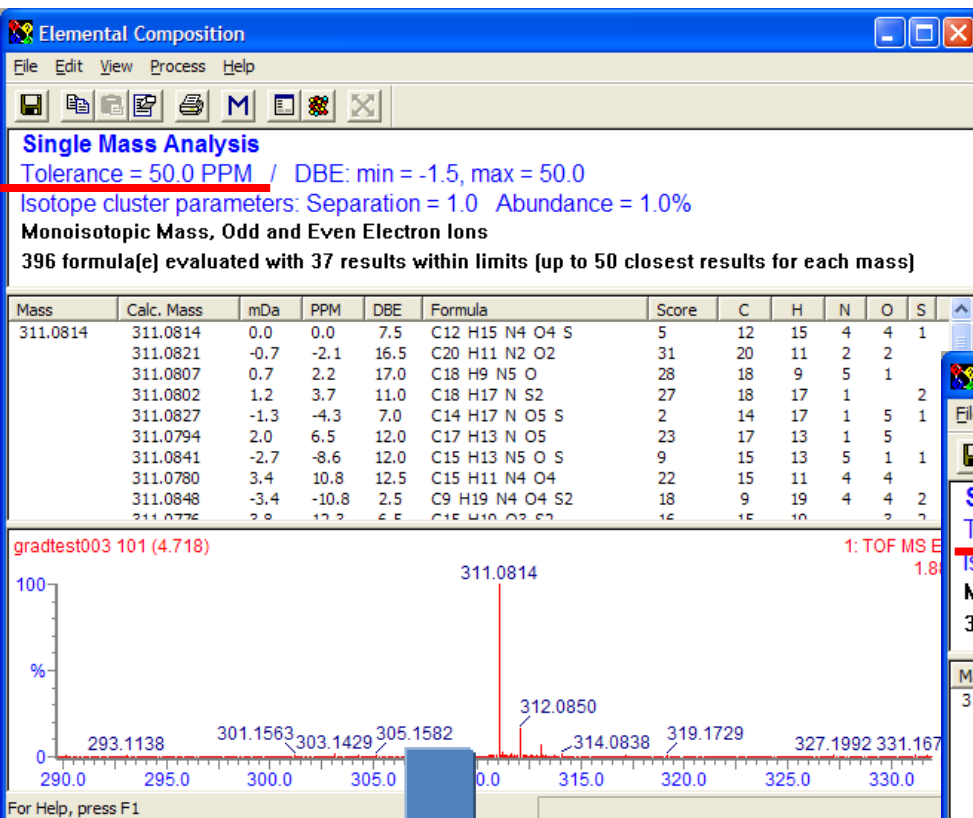 Elemental Composition
File Edit View Process Help
M
Single Mass Analysis
Tolerance = 50.0 PPM / DBE: min = -1.5, max = 50.0
Isotope cluster parameters: Separation = 1.0 Abundance = 1.0%
Monoisotopic Mass, Odd and Even Electron Ions
396 formula(e) evaluated with 37 results within limits (up to 50 closest results for each mass)
Mass Calc. Mass mDa PPM DBE Formula Score C H N O S
311.0814 311.0814 0.0 0.0 7.5 C12 H15 N4 O4 S 5 12 15 4 4 1
311.0821 -0.7 -2.1 16.5 C20 H11 N2 O2 31 20 11 2 2
311.0807 0.7 2.2 17.0 C18 H9 N5 O 28 18 9 5 1
311.0802 1.2 3.7 11.0 C18 H17 N S2 27 18 17 1 2
311.0827 -1.3 -4.3 7.0 C14 H17 N O5 S 2 14 17 1 5 1
311.0794 2.0 6.5 12.0 C17 H13 N O5 23 17 13 1 5
311.0841 -2.7 -8.6 12.0 C15 H13 N5 O S 9 15 13 5 1 1
311.0780 3.4 10.8 12.5 C15 H11 N4 O4 22 15 11 4 4
311.0848 -3.4 -10.8 2.5 C9 H19 N4 O4 S2 18 9 19 4 4 2
gradtest003 101 (4.718)
1: TOF MS E
1.8
311.0814
100
%
312.0850
293.1138 301.1563 303.1429 305.1582 314.0838 319.1729 327.1992 331.167
0
290.0 295.0 300.0 305.0 0.0 315.0 320.0 325.0 330.0
For Help, press F1